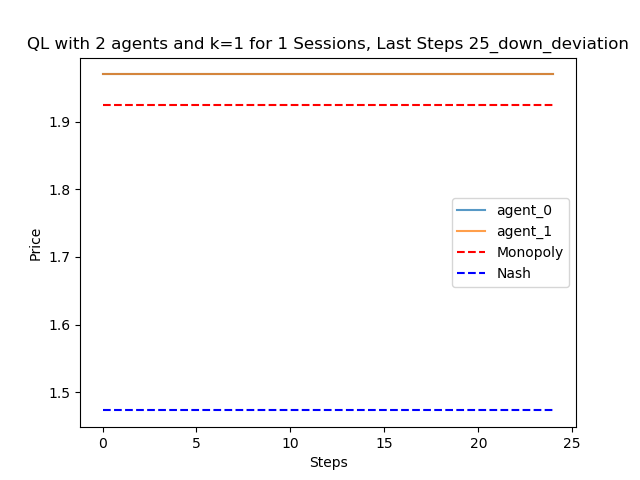 QL with 2 agents and k=1 for 1 Sessions, Last Steps 25_down_deviation
1.9
1.8
1.7
1.6
1.5
Price
agent_0
agent_1
Monopoly
Nash
0 5 10 15 20 25
Steps